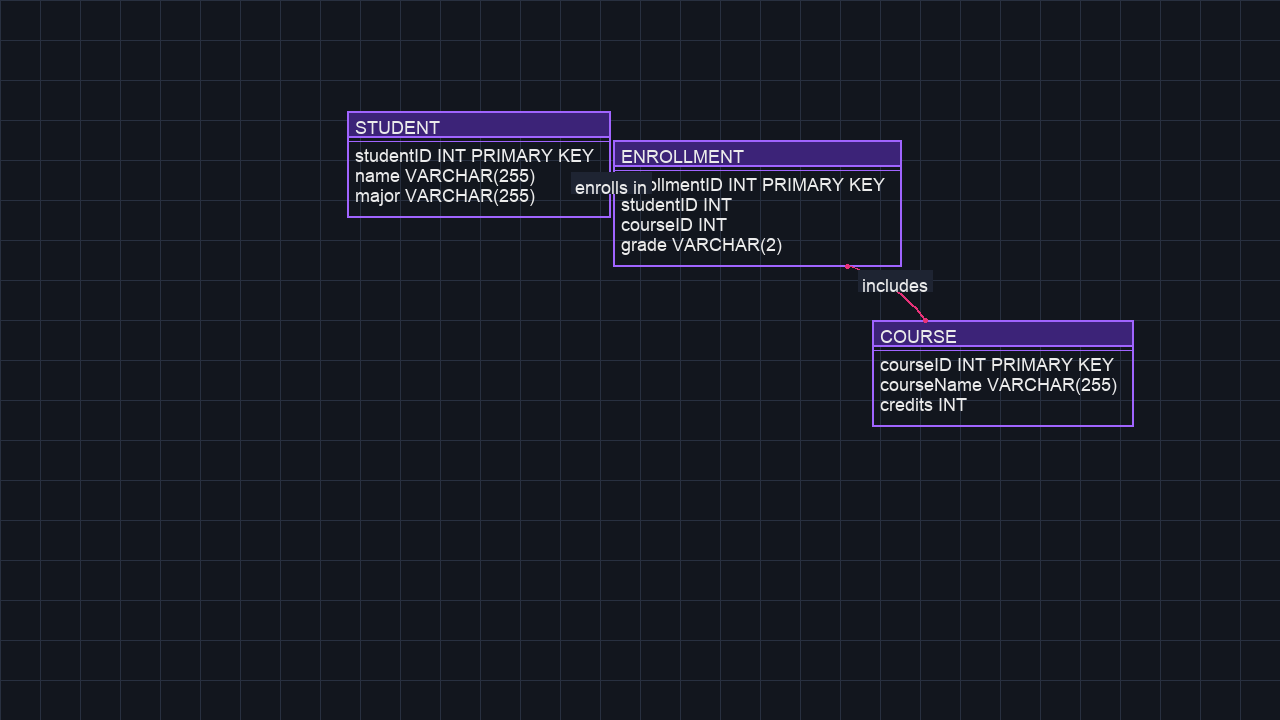 STUDENT
studentID INT PRIMARY KEY
name VARCHAR(255)
major VARCHAR(255)
enrolls in
ENROLLMENT
ollmentID INT PRIMARY KEY
studentID INT
courseID INT
grade VARCHAR(2)
includes
COURSE
courseID INT PRIMARY KEY
courseName VARCHAR(255)
credits INT